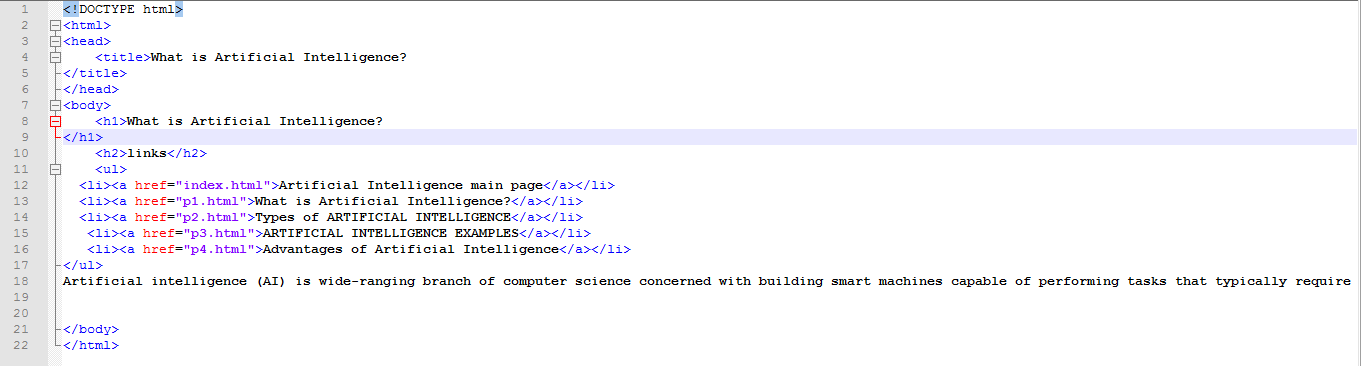 1 <!DOCTYPE html>
2 <html>
3 <head>
4 <title>What is Artificial Intelligence?
5 </title>
6 </head>
7 <body>
8 <h1>What is Artificial Intelligence?
9 </h1>
10 <h2>links</h2>
11 <ul>
12 <li><a href="index.html">Artificial Intelligence main page</a></li>
13 <li><a href="p1.html">What is Artificial Intelligence?</a></li>
14 <li><a href="p2.html">Types of ARTIFICIAL INTELLIGENCE</a></li>
15 <li><a href="p3.html">ARTIFICIAL INTELLIGENCE EXAMPLES</a></li>
16 <li><a href="p4.html">Advantages of Artificial Intelligence</a></li>
17 </ul>
18 Artificial intelligence (AI) is wide-ranging branch of computer science concerned with building smart machines capable of performing tasks that typically require
19
20
21 </body>
22 </html>